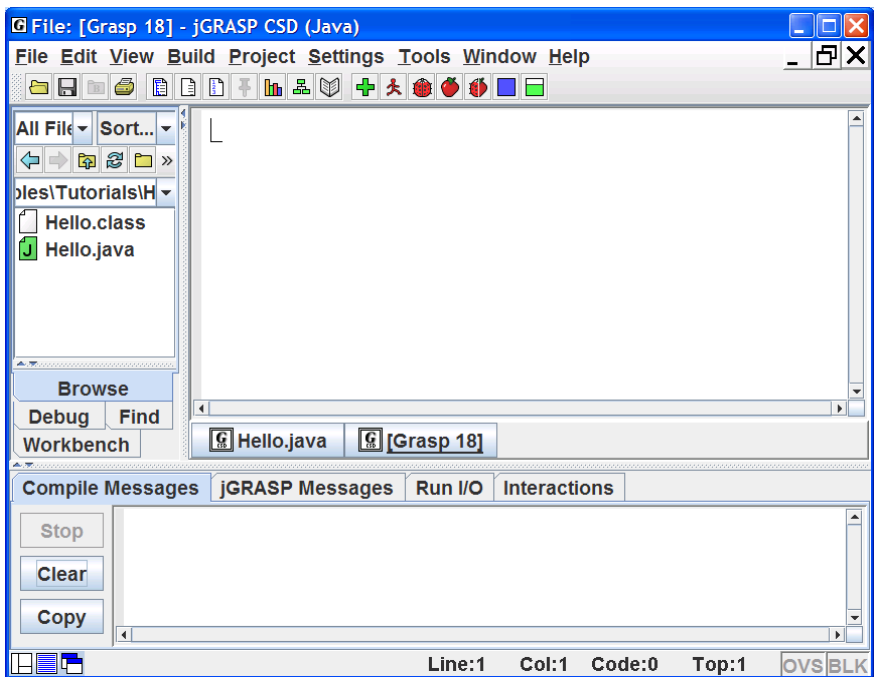 File: [Grasp 18] - jGRASP CSD (Java)
File Edit View Build Project Settings Tools Window Help
All File Sort...
ples\Tutorials\H
Hello.class
Hello.java
Browse
Debug Find
Workbench
Hello.java [Grasp 18]
Compile Messages jGRASP Messages Run I/O Interactions
Stop
Clear
Copy
Line:1 Col:1 Code:0 Top:1 OVS BLK